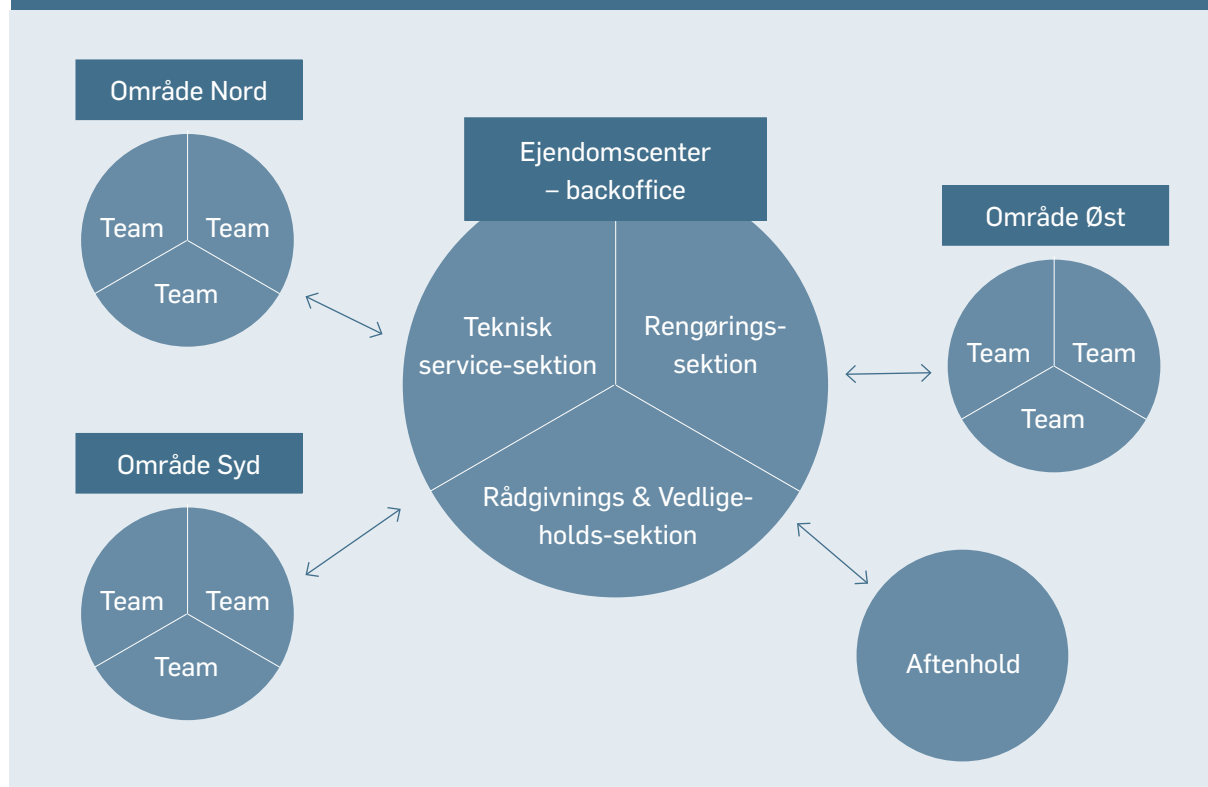 Område Nord
Team
Team
Team
Ejendomscenter
– backoffice
Teknisk
service-sektion
Rengørings-
sektion
Rådgivnings & Vedlige-
holds-sektion
Område Øst
Team
Team
Team
Område Syd
Team
Team
Team
Aftenhold